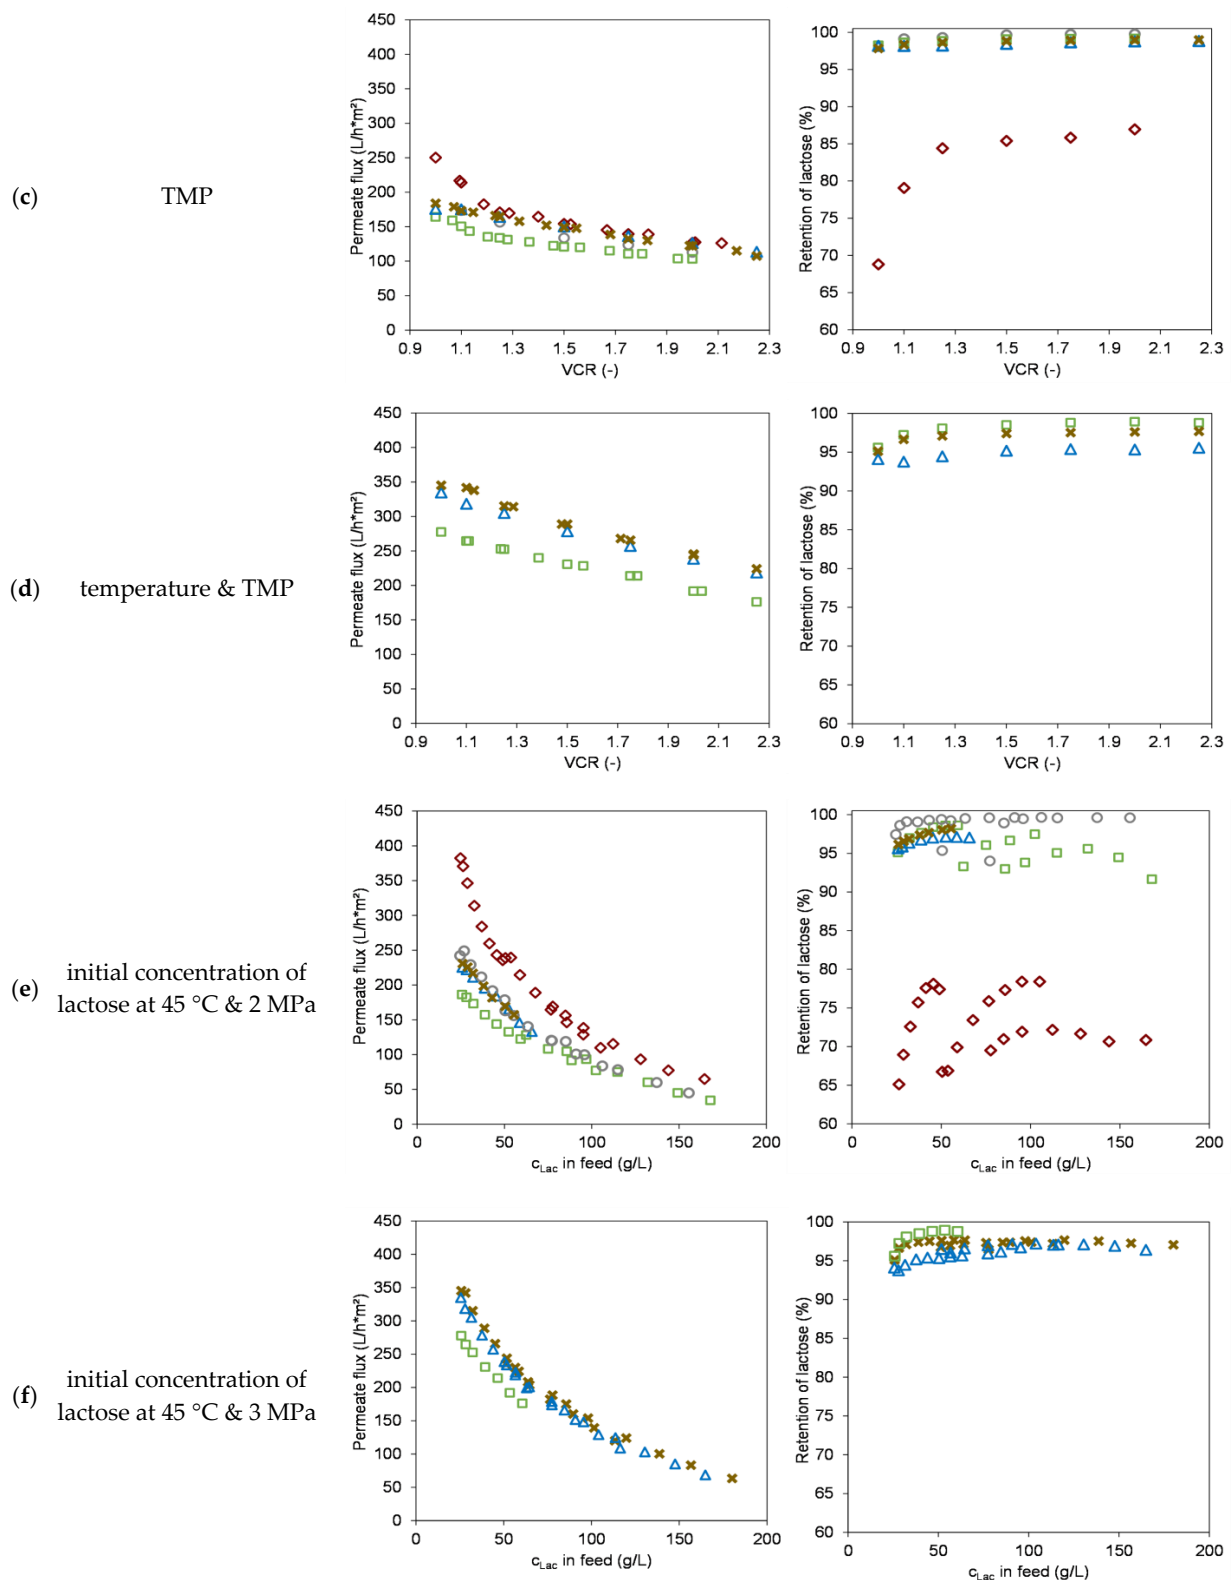 (c) TMP
Permeate flux (L/h*m²)
450
400
350
300
250
200
150
100
50
0
0.9 1.1 1.3 1.5 1.7 1.9 2.1 2.3
VCR (-)
Retention of lactose (%)
100
95
90
85
80
75
70
65
60
0.9 1.1 1.3 1.5 1.7 1.9 2.1 2.3
VCR (-)
(d) temperature & TMP
Permeate flux (L/h*m²)
450
400
350
300
250
200
150
100
50
0
0.9 1.1 1.3 1.5 1.7 1.9 2.1 2.3
VCR (-)
Retention of lactose (%)
100
95
90
85
80
75
70
65
60
0.9 1.1 1.3 1.5 1.7 1.9 2.1 2.3
VCR (-)
(e) initial concentration of
lactose at 45 °C & 2 MPa
Permeate flux (L/h*m²)
450
400
350
300
250
200
150
100
50
0
0 50 100 150 200
cLac in feed (g/L)
Retention of lactose (%)
100
95
90
85
80
75
70
65
60
0 50 100 150 200
cLac in feed (g/L)
(f) initial concentration of
lactose at 45 °C & 3 MPa
Permeate flux (L/h*m²)
450
400
350
300
250
200
150
100
50
0
0 50 100 150 200
cLac in feed (g/L)
Retention of lactose (%)
100
95
90
85
80
75
70
65
60
0 50 100 150 200
cLac in feed (g/L)